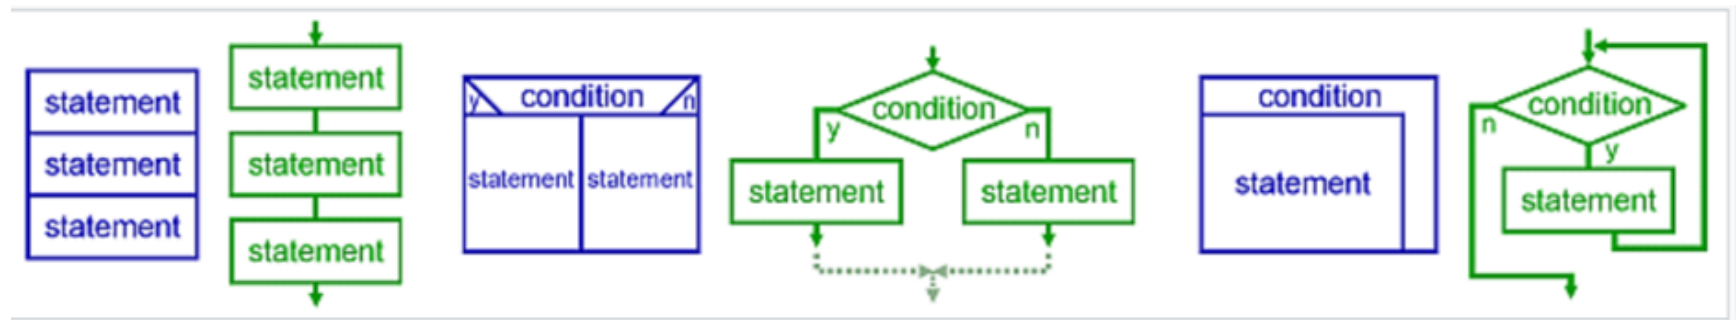 statement
statement
statement
statement
statement
statement
y condition n
statement statement
condition
y n
statement statement
condition
statement
condition
n
y
statement